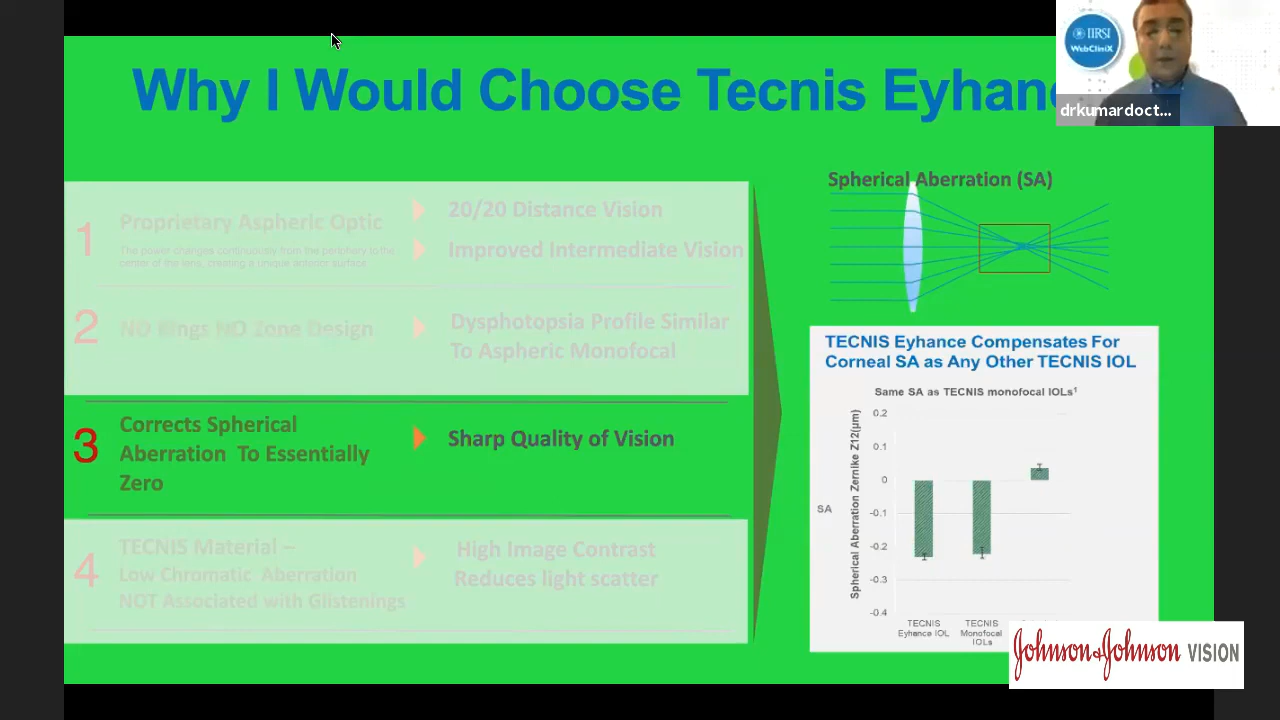 Why I Would Choose Tecnis Eyhanc
IIRSI
WebCliniX
drkumardoct...
1
Proprietary Aspheric Optic
The power changes continuously from the periphery to the
center of the lens, creating a unique anterior surface
20/20 Distance Vision
Improved Intermediate Vision
2
NO Rings NO Zone Design
Dysphotopsia Profile Similar
To Aspheric Monofocal
3
Corrects Spherical
Aberration To Essentially
Zero
Sharp Quality of Vision
4
TECNIS Material –
Low Chromatic Aberration
NOT Associated with Glistenings
High Image Contrast
Reduces light scatter
Spherical Aberration (SA)
TECNIS Eyhance Compensates For
Corneal SA as Any Other TECNIS IOL
Same SA as TECNIS monofocal IOLs¹
Spherical Aberration Zernike Z12(µm)
SA
0.2
0.1
0
-0.1
-0.2
-0.3
-0.4
TECNIS
Eyhance IOL
TECNIS
Monofocal
IOLs
Johnson & Johnson VISION